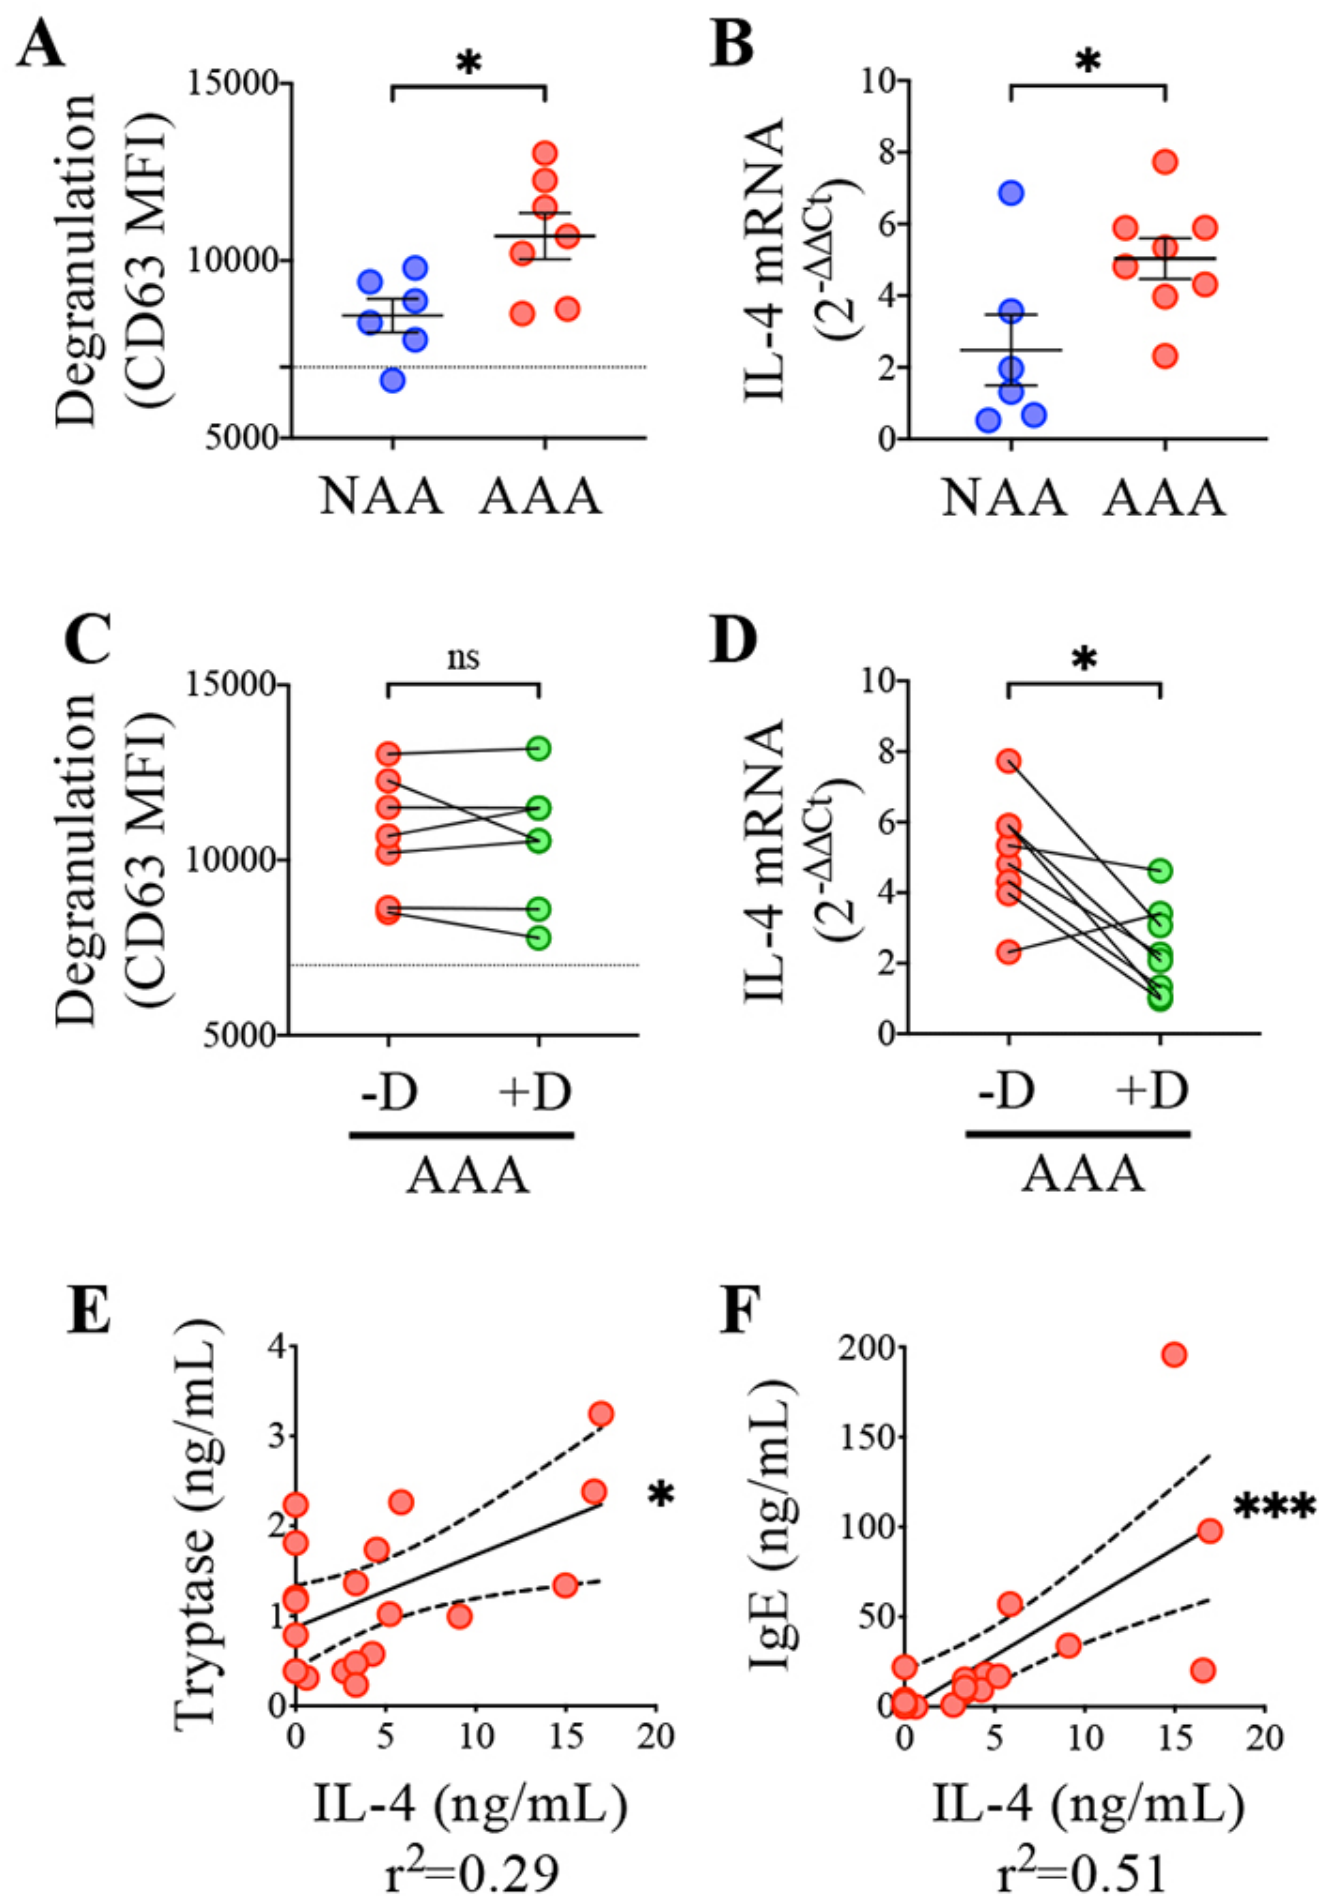 A
Degranulation
(CD63 MFI)
15000
10000
5000
*
NAA AAA
B
IL-4 mRNA
(2^-ΔΔCt)
10
8
6
4
2
0
*
NAA AAA
C
Degranulation
(CD63 MFI)
15000
10000
5000
ns
-D +D
AAA
D
IL-4 mRNA
(2^-ΔΔCt)
10
8
6
4
2
0
*
-D +D
AAA
E
Tryptase (ng/mL)
4
3
2
1
0
*
0 5 10 15 20
IL-4 (ng/mL)
r²=0.29
F
IgE (ng/mL)
200
150
100
50
0
***
0 5 10 15 20
IL-4 (ng/mL)
r²=0.51